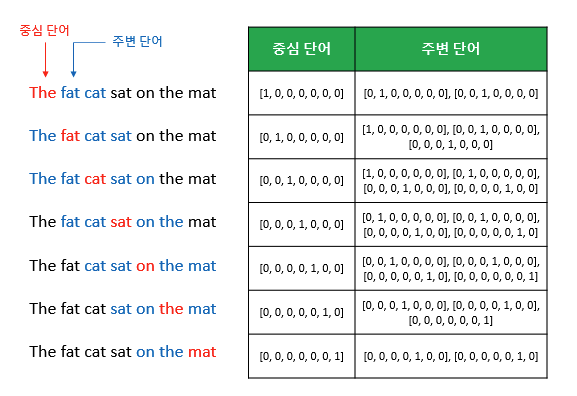 중심 단어
주변 단어
The fat cat sat on the mat
The fat cat sat on the mat
The fat cat sat on the mat
The fat cat sat on the mat
The fat cat sat on the mat
The fat cat sat on the mat
The fat cat sat on the mat
중심 단어 주변 단어
[1, 0, 0, 0, 0, 0, 0] [0, 1, 0, 0, 0, 0, 0], [0, 0, 1, 0, 0, 0, 0]
[0, 1, 0, 0, 0, 0, 0] [1, 0, 0, 0, 0, 0, 0], [0, 0, 1, 0, 0, 0, 0],
[0, 0, 0, 1, 0, 0, 0]
[0, 0, 1, 0, 0, 0, 0] [1, 0, 0, 0, 0, 0, 0], [0, 1, 0, 0, 0, 0, 0],
[0, 0, 0, 1, 0, 0, 0], [0, 0, 0, 0, 1, 0, 0]
[0, 0, 0, 1, 0, 0, 0] [0, 1, 0, 0, 0, 0, 0], [0, 0, 1, 0, 0, 0, 0],
[0, 0, 0, 0, 1, 0, 0], [0, 0, 0, 0, 0, 1, 0]
[0, 0, 0, 0, 1, 0, 0] [0, 0, 1, 0, 0, 0, 0], [0, 0, 0, 1, 0, 0, 0],
[0, 0, 0, 0, 0, 1, 0], [0, 0, 0, 0, 0, 0, 1]
[0, 0, 0, 0, 0, 1, 0] [0, 0, 0, 1, 0, 0, 0], [0, 0, 0, 0, 1, 0, 0],
[0, 0, 0, 0, 0, 0, 1]
[0, 0, 0, 0, 0, 0, 1] [0, 0, 0, 0, 1, 0, 0], [0, 0, 0, 0, 0, 1, 0]